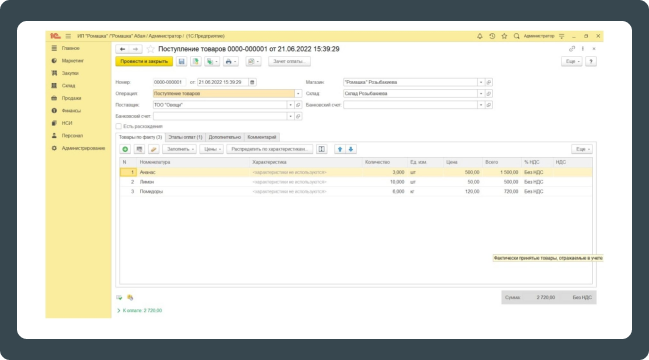 ИП "Ромашка" /"Ромашка" Абая / Администратор / (1С:Предприятие)
Администратор
Главное
Маркетинг
Закупки
Склад
Продажи
Финансы
НСИ
Персонал
Администрирование
Поступление товаров 0000-000001 от 21.06.2022 15:39:29
Провести и закрыть
Зачет оплаты...
Еще
?
Номер: 0000-000001 от: 21.06.2022 15:39:29 Магазин: "Ромашка" Розыбакиева
Операция: Поступление товаров Склад: Склад Розыбакиева
Поставщик: ТОО "Овощи" Банковский счет:
Банковский счет:
Есть расхождения
Товары по факту (3) Этапы оплат (1) Дополнительно Комментарий
Заполнить Цены Распределить по характеристикам... Еще
N Номенклатура Характеристика Количество Ед. изм. Цена Всего % НДС НДС
1 Ананас <характеристики не используются> 3,000 шт 500,00 1 500,00 Без НДС
2 Лимон <характеристики не используются> 10,000 шт 50,00 500,00 Без НДС
3 Помидоры <характеристики не используются> 6,000 кг 120,00 720,00 Без НДС
Фактически принятые товары, отражаемые в учете
Сумма: 2 720,00 Без НДС
К оплате: 2 720,00